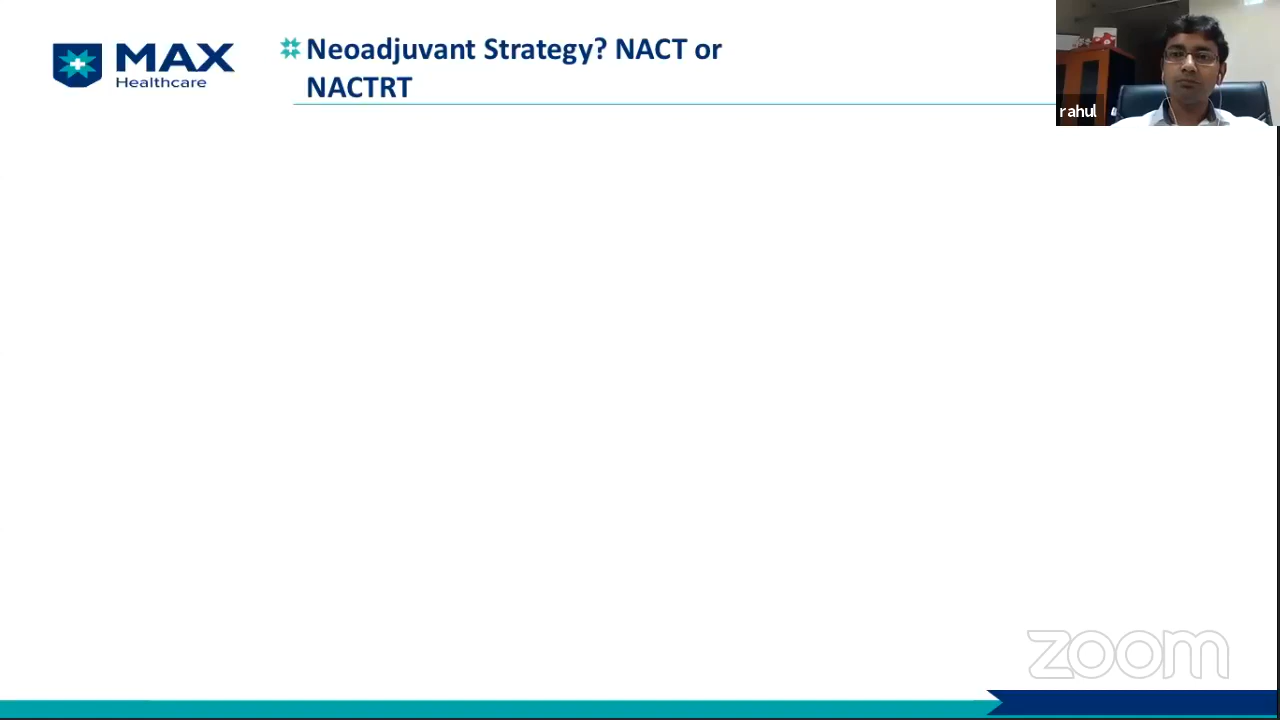 MAX
Healthcare
Neoadjuvant Strategy? NACT or
NACTRT
rahul
zoom